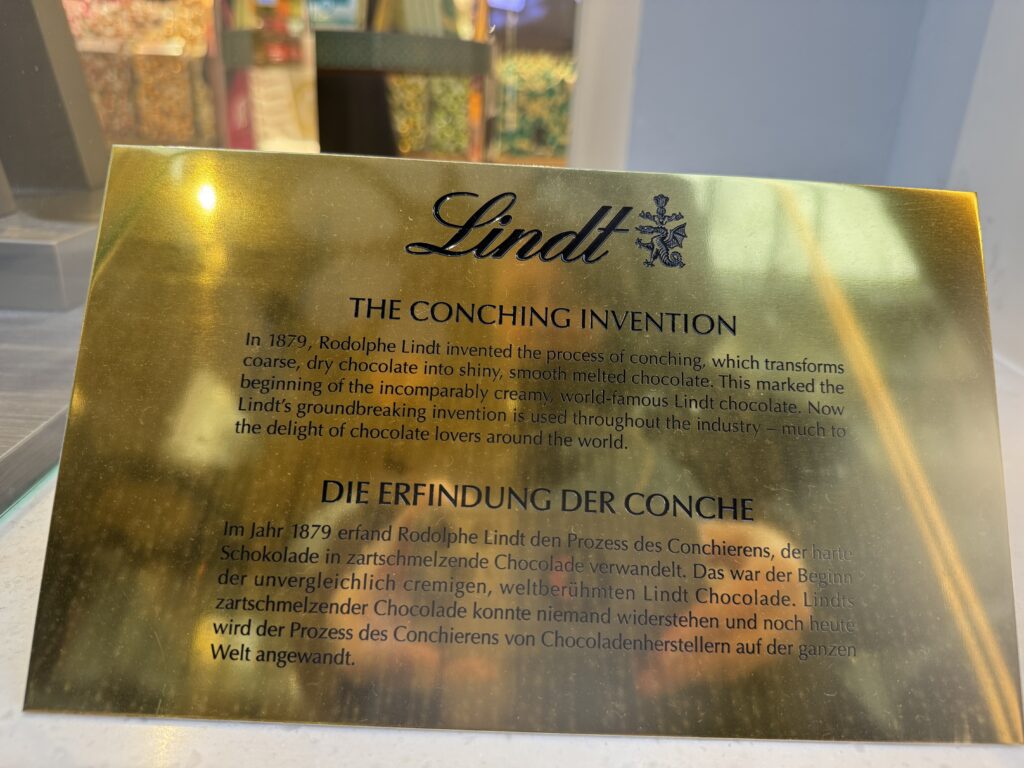 Lindt
THE CONCHING INVENTION
In 1879, Rodolphe Lindt invented the process of conching, which transforms
coarse, dry chocolate into shiny, smooth melted chocolate. This marked the
beginning of the incomparably creamy, world-famous Lindt chocolate. Now
Lindt's groundbreaking invention is used throughout the industry – much to
the delight of chocolate lovers around the world.
DIE ERFINDUNG DER CONCHE
Im Jahr 1879 erfand Rodolphe Lindt den Prozess des Conchierens, der harte
Schokolade in zartschmelzende Chocolade verwandelt. Das war der Beginn
der unvergleichlich cremigen, weltberühmten Lindt Chocolade. Lindts
zartschmelzender Chocolade konnte niemand widerstehen und noch heute
wird der Prozess des Conchierens von Chocoladenherstellern auf der ganzen
Welt angewandt.